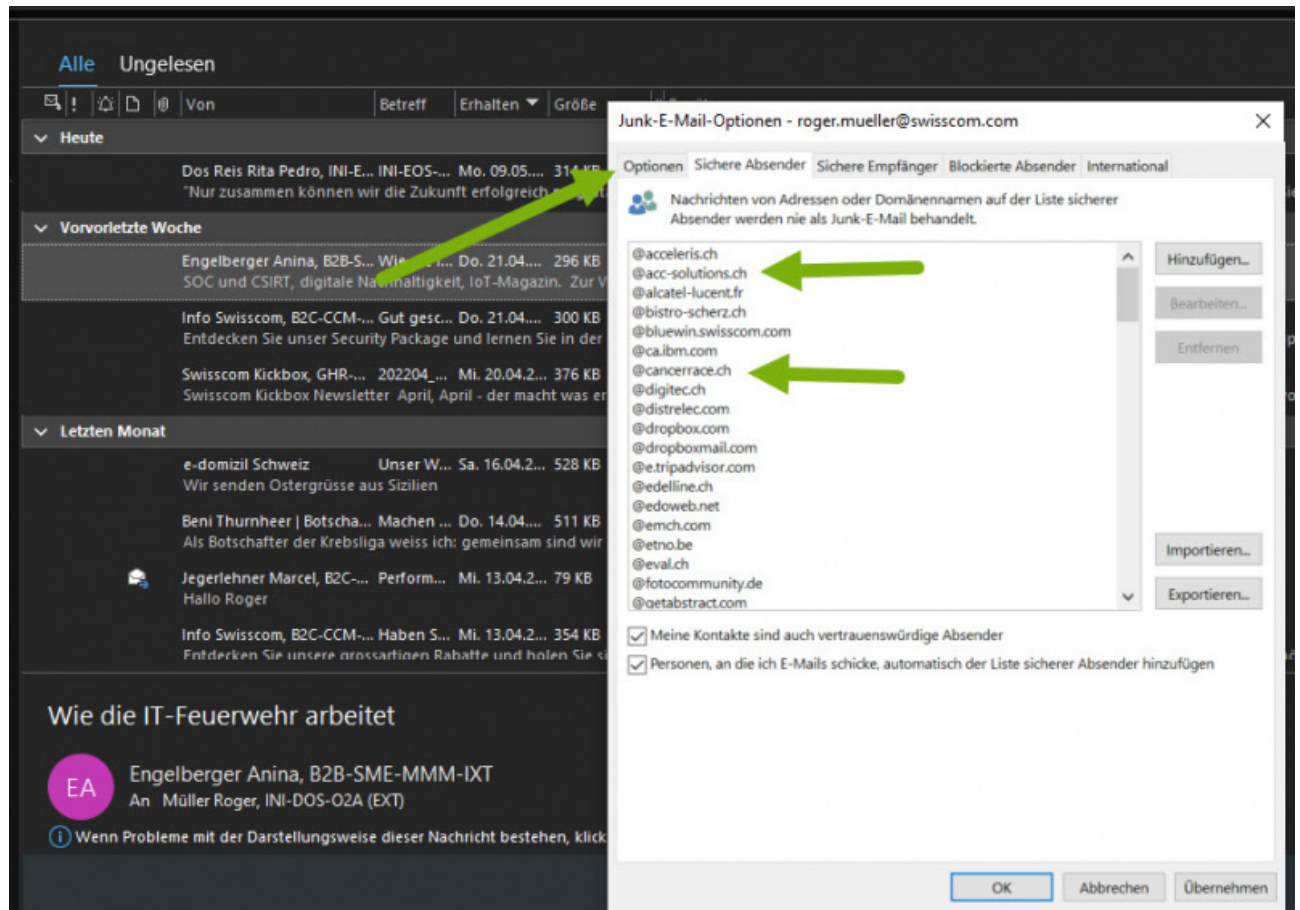 Alle Ungelesen
! Von Betreff Erhalten Größe
Heute
Dos Reis Rita Pedro, INI-E... INI-EOS-... Mo. 09.05.... 314 KB
"Nur zusammen können wir die Zukunft erfolgreich
Vorvorletzte Woche
Engelberger Anina, B2B-S... Wie Do. 21.04.... 296 KB
SOC und CSIRT, digitale Nachhaltigkeit, IoT-Magazin. Zur V
Info Swisscom, B2C-CCM-... Gut gesc... Do. 21.04.... 300 KB
Entdecken Sie unser Security Package und lernen Sie in der
Swisscom Kickbox, GHR-... 202204_... Mi. 20.04.2... 376 KB
Swisscom Kickbox Newsletter April, April - der macht was er
Letzten Monat
e-domizil Schweiz Unser W... Sa. 16.04.2... 528 KB
Wir senden Ostergrüsse aus Sizilien
Beni Thurnheer | Botscha... Machen ... Do. 14.04.... 511 KB
Als Botschafter der Krebsliga weiss ich: gemeinsam sind wir
Jegerlehner Marcel, B2C-... Perform... Mi. 13.04.2... 79 KB
Hallo Roger
Info Swisscom, B2C-CCM-... Haben S... Mi. 13.04.2... 354 KB
Entdecken Sie unsere grossartigen Rabatte und holen Sie si
Wie die IT-Feuerwehr arbeitet
EA
Engelberger Anina, B2B-SME-MMM-IXT
An Müller Roger, INI-DOS-O2A (EXT)
Wenn Probleme mit der Darstellungsweise dieser Nachricht bestehen, klick
Junk-E-Mail-Optionen - roger.mueller@swisscom.com
Optionen Sichere Absender Sichere Empfänger Blockierte Absender International
Nachrichten von Adressen oder Domänennamen auf der Liste sicherer
Absender werden nie als Junk-E-Mail behandelt.
@acceleris.ch
@acc-solutions.ch
@alcatel-lucent.fr
@bistro-scherz.ch
@bluewin.swisscom.com
@ca.ibm.com
@cancerrace.ch
@digitec.ch
@distrelec.com
@dropbox.com
@dropboxmail.com
@e.tripadvisor.com
@edelline.ch
@edoweb.net
@emch.com
@etno.be
@eval.ch
@fotocommunity.de
@getabstract.com
Hinzufügen...
Bearbeiten...
Entfernen
Importieren...
Exportieren...
Meine Kontakte sind auch vertrauenswürdige Absender
Personen, an die ich E-Mails schicke, automatisch der Liste sicherer Absender hinzufügen
OK Abbrechen Übernehmen